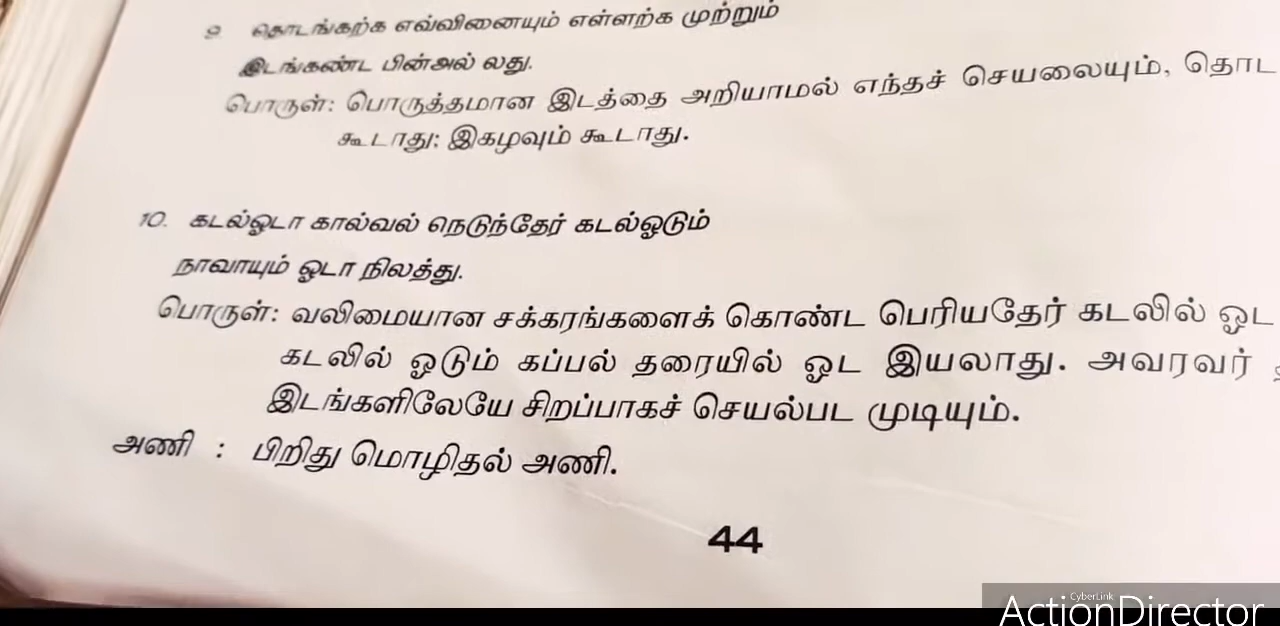 9 தொடங்கற்க எவ்வினையும் எள்ளற்க முற்றும்
இடங்கண்ட பின்அல் லது.
பொருள்: பொருத்தமான இடத்தை அறியாமல் எந்தச் செயலையும், தொட
கூடாது; இகழவும் கூடாது.
10. கடல்ஓடா கால்வல் நெடுந்தேர் கடல்ஓடும்
நாவாயும் ஓடா நிலத்து.
பொருள்: வலிமையான சக்கரங்களைக் கொண்ட பெரியதேர் கடலில் ஓட
கடலில் ஓடும் கப்பல் தரையில் ஓட இயலாது. அவரவர்
இடங்களிலேயே சிறப்பாகச் செயல்பட முடியும்.
அணி : பிறிது மொழிதல் அணி.
44
CyberLink
ActionDirector